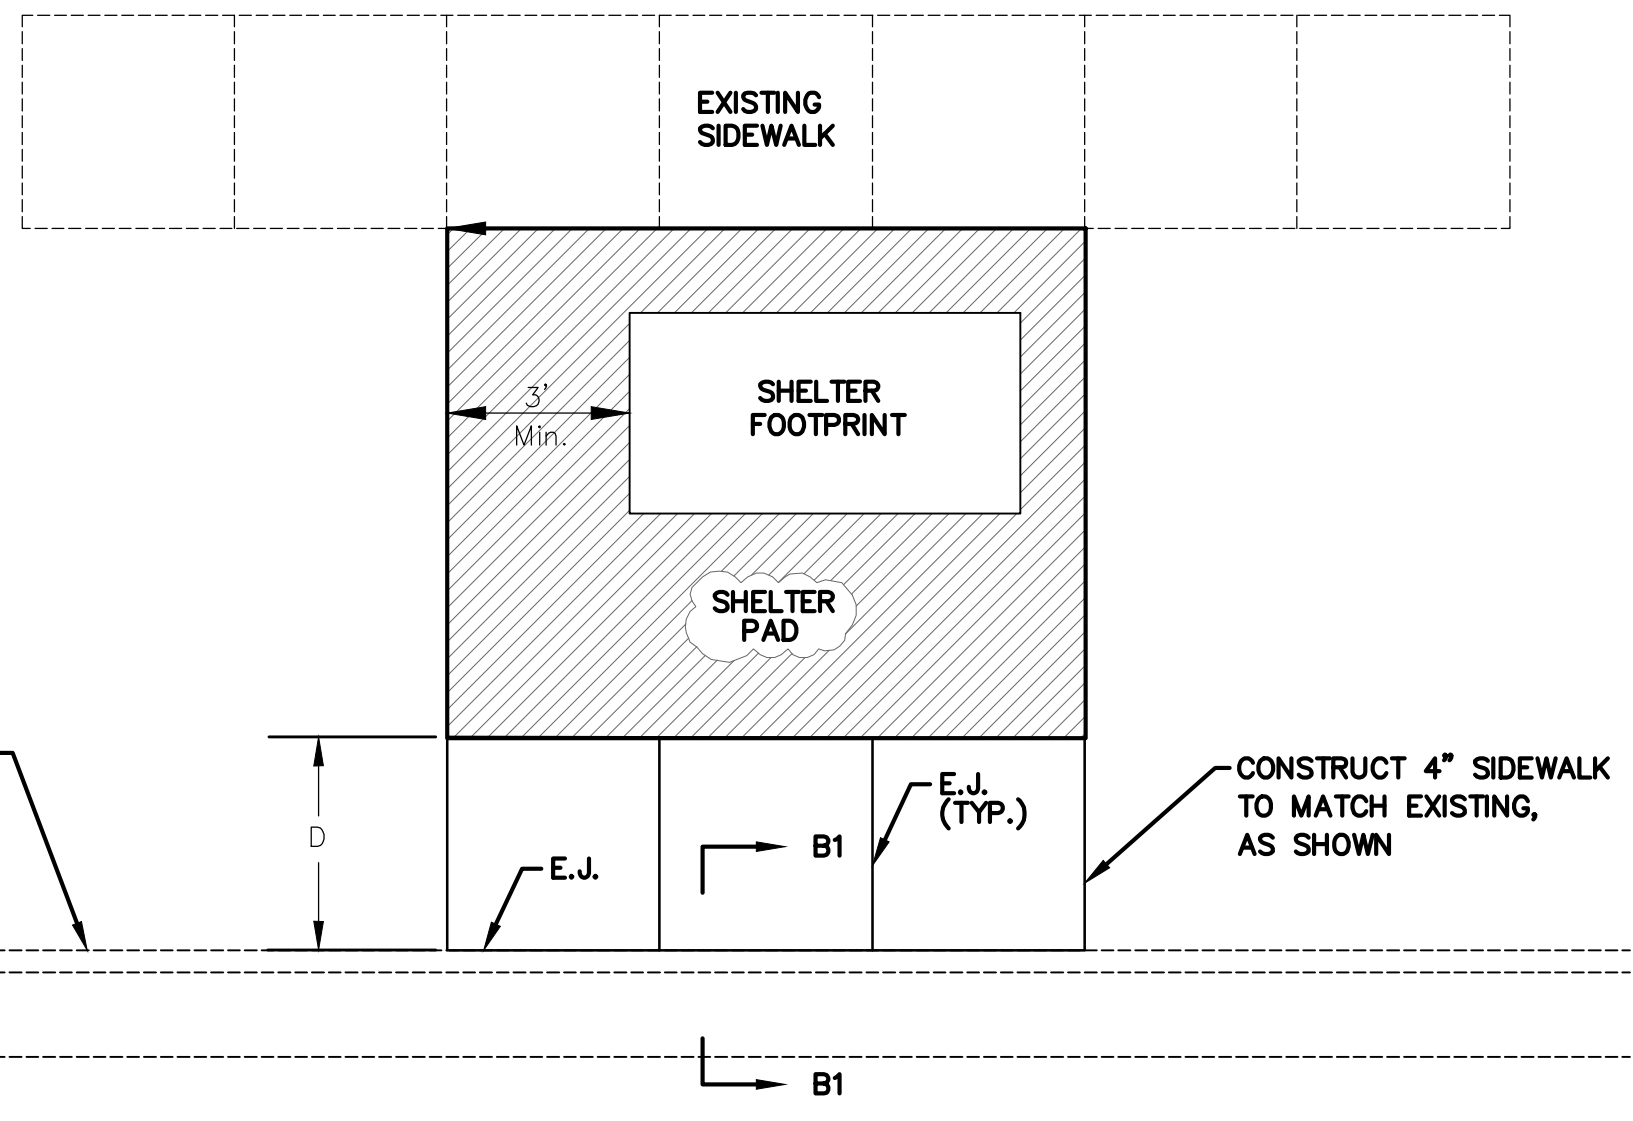 EXISTING
SIDEWALK
3'
Min.
SHELTER
FOOTPRINT
SHELTER
PAD
D
E.J.
B1
E.J.
(TYP.)
CONSTRUCT 4" SIDEWALK
TO MATCH EXISTING,
AS SHOWN
B1